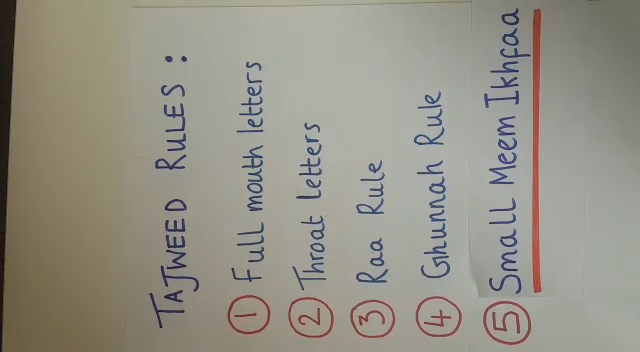 TAJWEED RULES :
1 Full mouth letters
2 Throat Letters
3 Raa Rule
4 Ghunnah Rule
5 Small Meem Ikhfaa